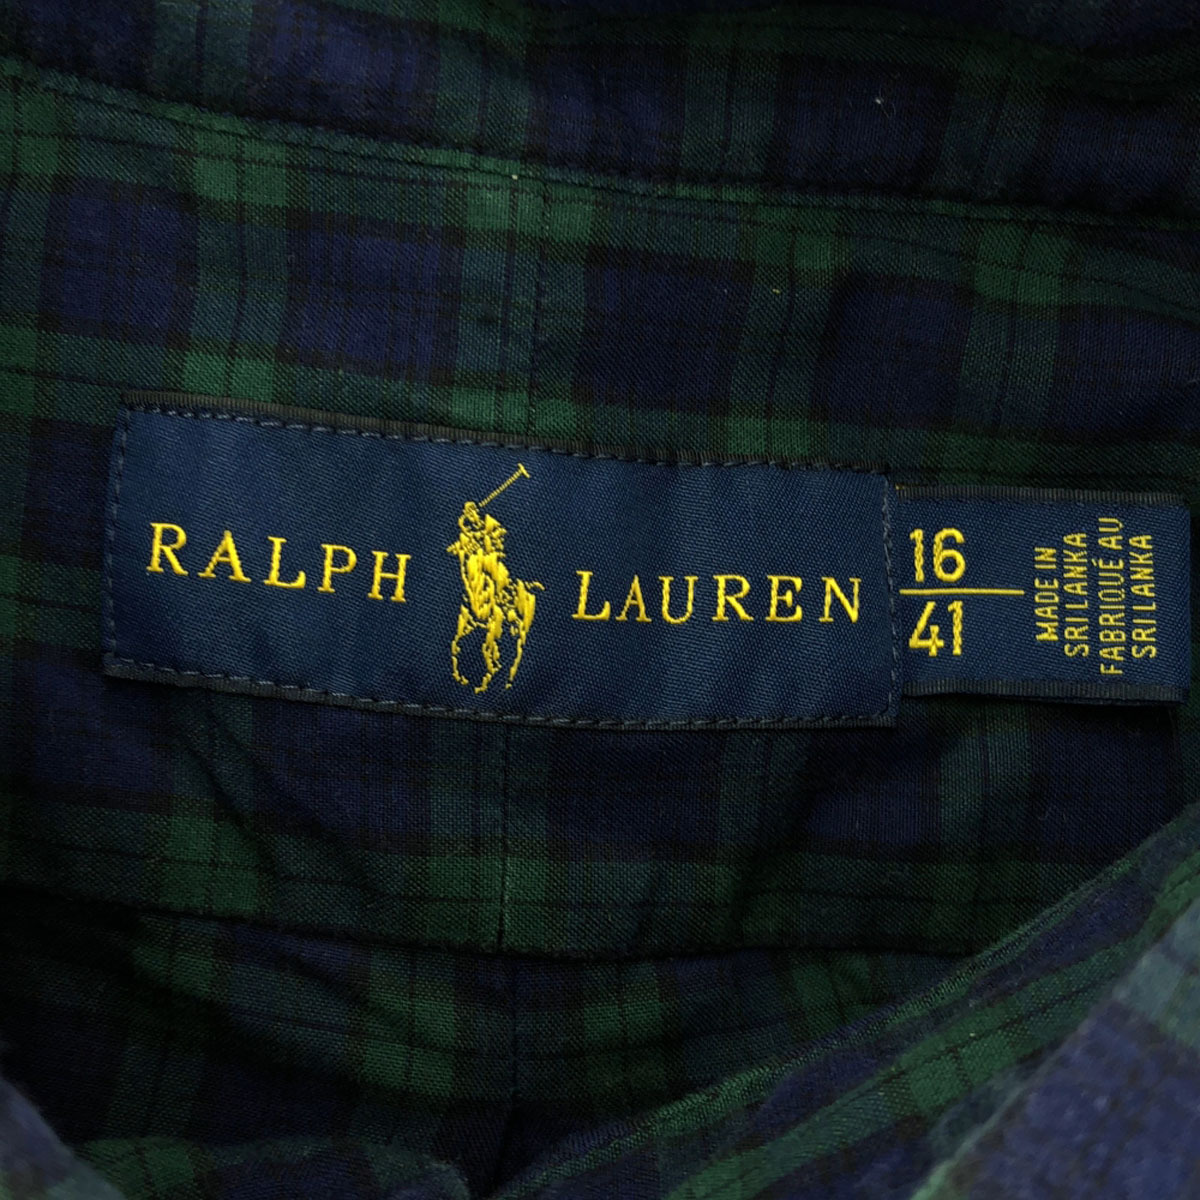 RALPH LAUREN
16
41
MADE IN
SRI LANKA
FABRIQUÉ AU
SRI LANKA